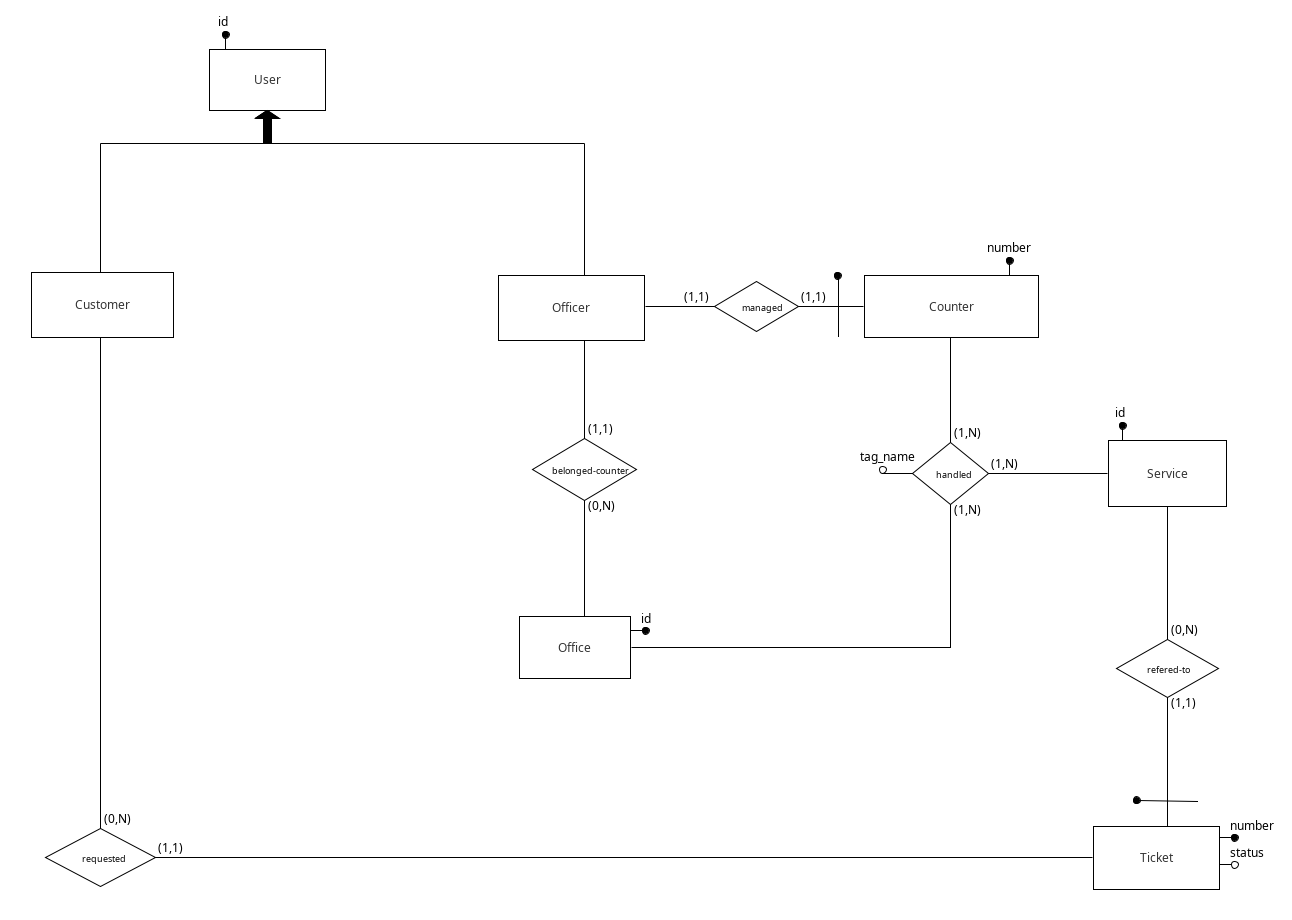 id
User
number
Customer
Officer
(1,1)
managed
(1,1)
Counter
id
(1,1)
(1,N)
tag_name
belonged-counter
handled
(1,N)
Service
(0,N)
(1,N)
id
Office
(0,N)
refered-to
(1,1)
(0,N)
requested
(1,1)
Ticket
number
status